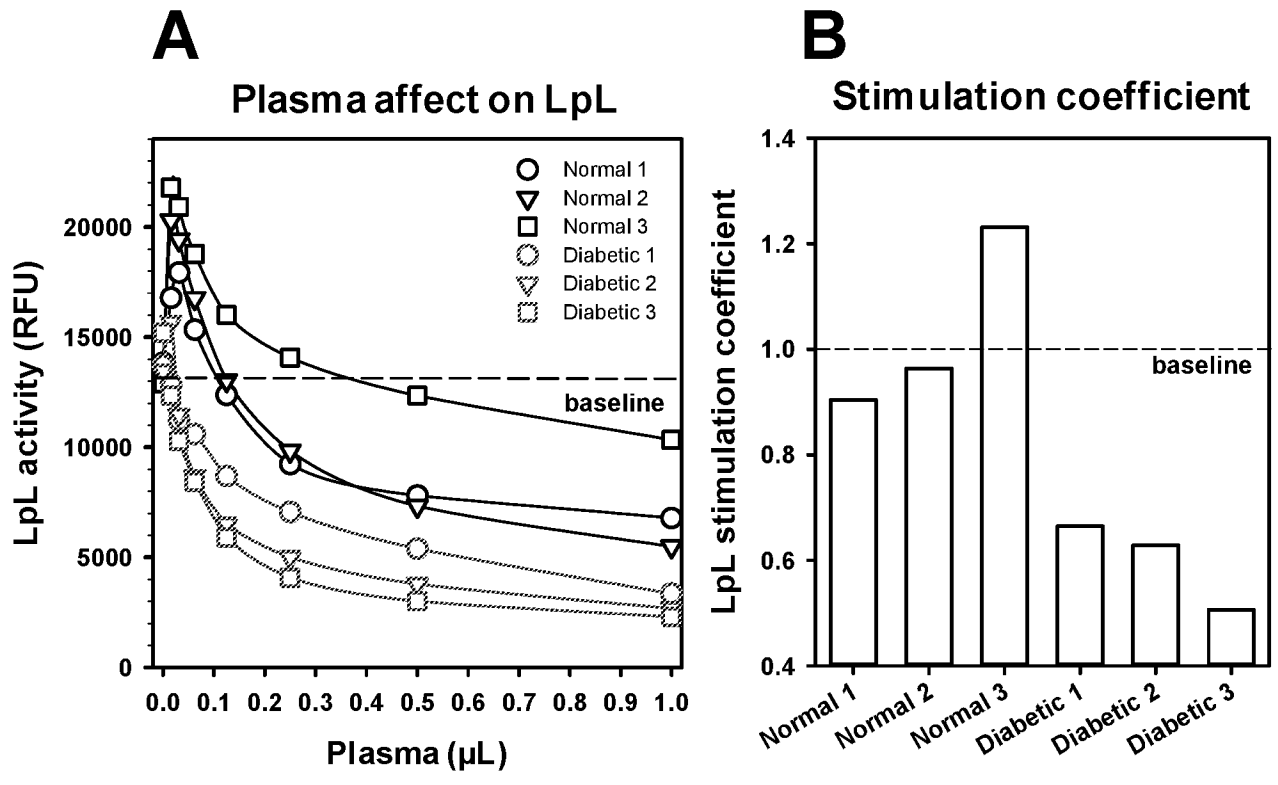 A
Plasma affect on LpL
LpL activity (RFU)
20000
15000
10000
5000
0
Normal 1
Normal 2
Normal 3
Diabetic 1
Diabetic 2
Diabetic 3
baseline
0.0 0.1 0.2 0.3 0.4 0.5 0.6 0.7 0.8 0.9 1.0
Plasma (µL)
B
Stimulation coefficient
LpL stimulation coefficient
1.4
1.2
1.0
0.8
0.6
0.4
baseline
Normal 1
Normal 2
Normal 3
Diabetic 1
Diabetic 2
Diabetic 3